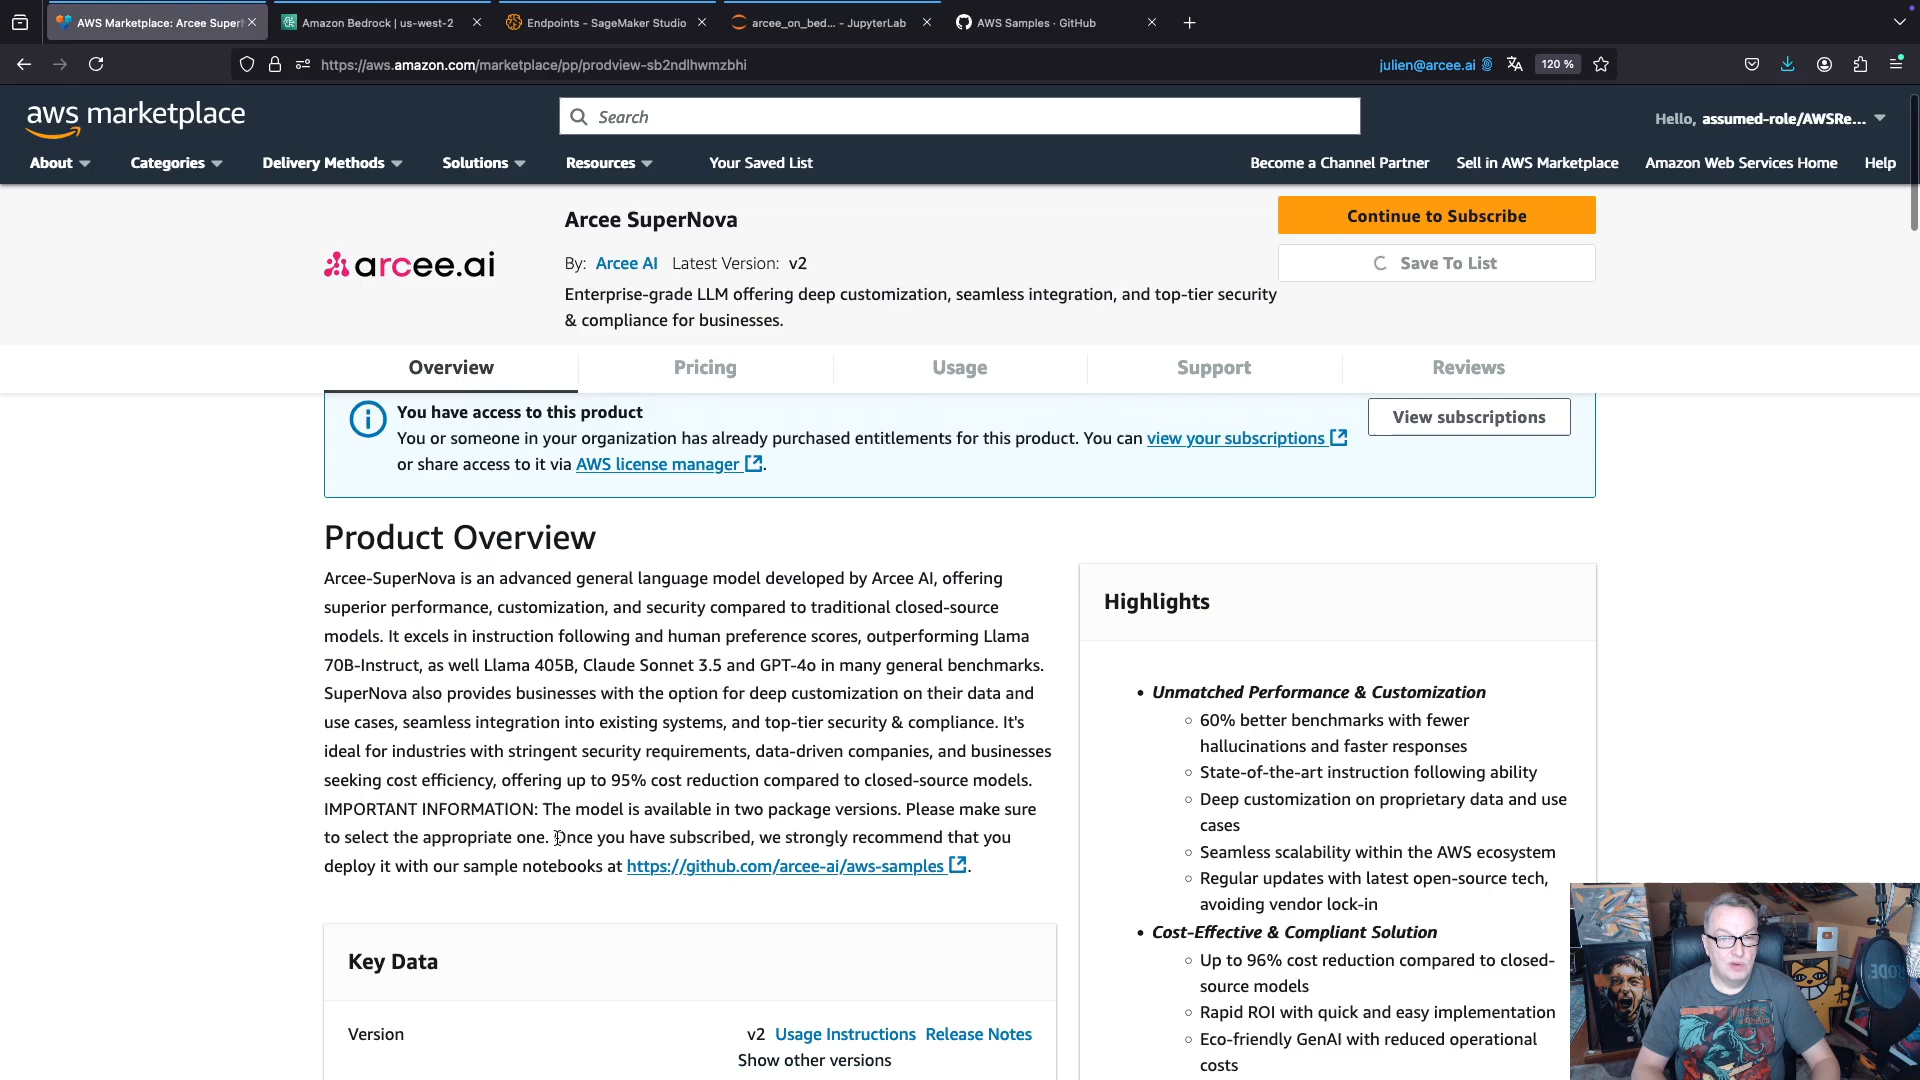 AWS Marketplace: Arcee Super
Amazon Bedrock | us-west-2
Endpoints - SageMaker Studio
arcee_on_bed... - JupyterLab
AWS Samples · GitHub
https://aws.amazon.com/marketplace/pp/prodview-sb2ndlhwmzbhi
julien@arcee.ai
120 %
aws marketplace
Search
Hello, assumed-role/AWSRe...
About
Categories
Delivery Methods
Solutions
Resources
Your Saved List
Become a Channel Partner
Sell in AWS Marketplace
Amazon Web Services Home
Help
arcee.ai
Arcee SuperNova
By: Arcee AI Latest Version: v2
Enterprise-grade LLM offering deep customization, seamless integration, and top-tier security
& compliance for businesses.
Continue to Subscribe
Save To List
Overview
Pricing
Usage
Support
Reviews
You have access to this product
You or someone in your organization has already purchased entitlements for this product. You can view your subscriptions
or share access to it via AWS license manager.
View subscriptions
Product Overview
Arcee-SuperNova is an advanced general language model developed by Arcee AI, offering
superior performance, customization, and security compared to traditional closed-source
models. It excels in instruction following and human preference scores, outperforming Llama
70B-Instruct, as well Llama 405B, Claude Sonnet 3.5 and GPT-4o in many general benchmarks.
SuperNova also provides businesses with the option for deep customization on their data and
use cases, seamless integration into existing systems, and top-tier security & compliance. It's
ideal for industries with stringent security requirements, data-driven companies, and businesses
seeking cost efficiency, offering up to 95% cost reduction compared to closed-source models.
IMPORTANT INFORMATION: The model is available in two package versions. Please make sure
to select the appropriate one. Once you have subscribed, we strongly recommend that you
deploy it with our sample notebooks at https://github.com/arcee-ai/aws-samples.
Key Data
Version
v2 Usage Instructions Release Notes
Show other versions
Highlights
• Unmatched Performance & Customization
◦ 60% better benchmarks with fewer
hallucinations and faster responses
◦ State-of-the-art instruction following ability
◦ Deep customization on proprietary data and use
cases
◦ Seamless scalability within the AWS ecosystem
◦ Regular updates with latest open-source tech,
avoiding vendor lock-in
• Cost-Effective & Compliant Solution
◦ Up to 96% cost reduction compared to closed-
source models
◦ Rapid ROI with quick and easy implementation
◦ Eco-friendly GenAI with reduced operational
costs
RODE